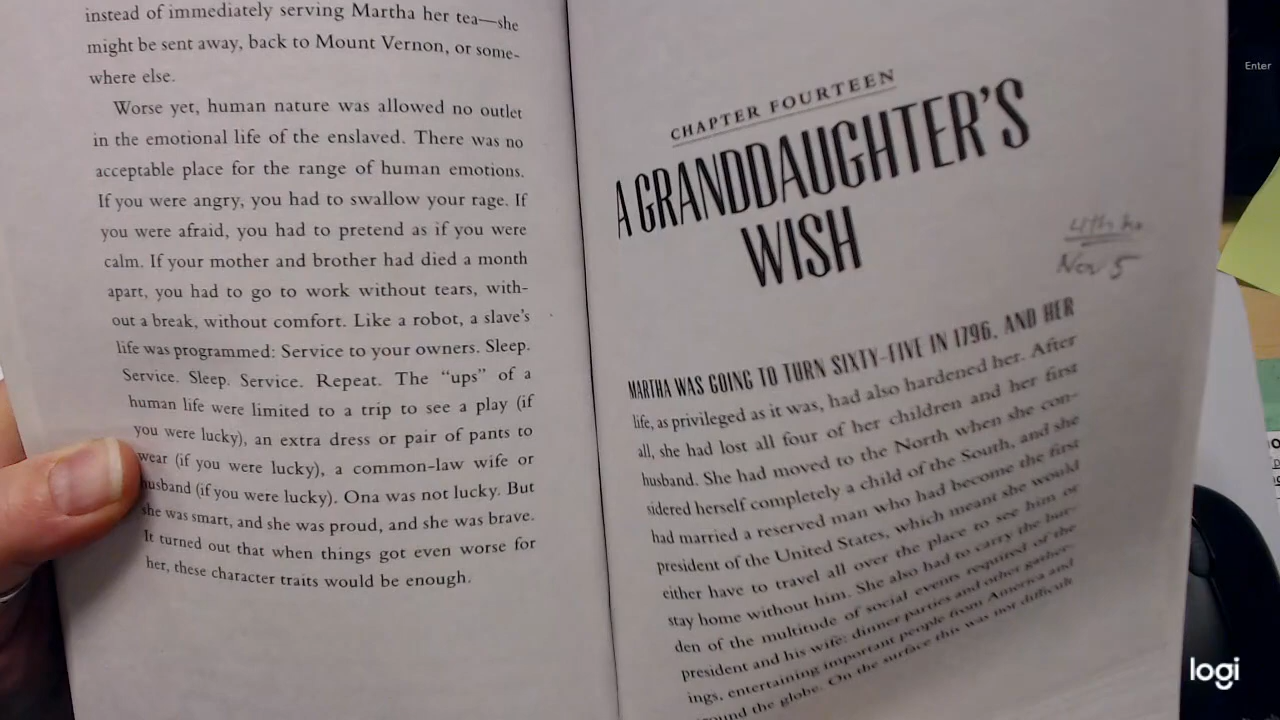 instead of immediately serving Martha her tea—she
might be sent away, back to Mount Vernon, or some-
where else.
Worse yet, human nature was allowed no outlet
in the emotional life of the enslaved. There was no
acceptable place for the range of human emotions.
If you were angry, you had to swallow your rage. If
you were afraid, you had to pretend as if you were
calm. If your mother and brother had died a month
apart, you had to go to work without tears, with-
out a break, without comfort. Like a robot, a slave's
life was programmed: Service to your owners. Sleep.
Service. Sleep. Service. Repeat. The "ups" of a
human life were limited to a trip to see a play (if
you were lucky), an extra dress or pair of pants to
wear (if you were lucky), a common-law wife or
husband (if you were lucky). Ona was not lucky. But
she was smart, and she was proud, and she was brave.
It turned out that when things got even worse for
her, these character traits would be enough.
CHAPTER FOURTEEN
A GRANDDAUGHTER'S
WISH
4th
Nov 5
MARTHA WAS GOING TO TURN SIXTY-FIVE IN 1796. AND HER
life, as privileged as it was, had also hardened her. After
all, she had lost all four of her children and her first
husband. She had moved to the North when she con-
sidered herself completely a child of the South, and she
had married a reserved man who had become the first
president of the United States, which meant she would
either have to travel all over the place to see him or
stay home without him. She also had to carry the bur-
den of the multitude of social events required of the
president and his wife: dinner parties and other gather-
ings, entertaining important people from America and
around the globe. On the surface this was not difficult
Enter
logi